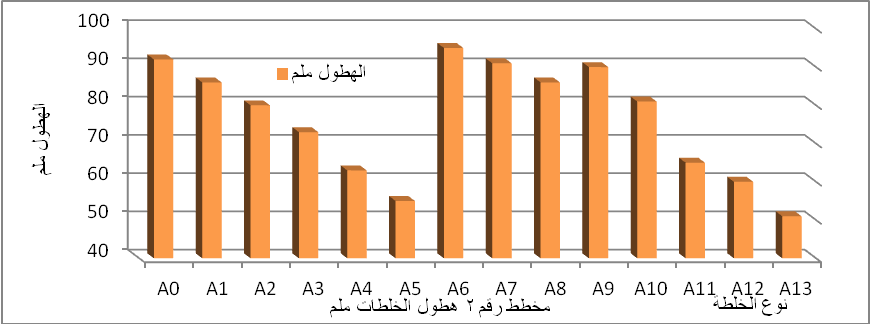 100
90
80
70
60
50
40
الهطول ملم
الهطول ملم
A0 A1 A2 A3 A4 A5 A6 A7 A8 A9 A10 A11 A12 A13
نوع الخلطة
مخطط رقم ٢ هطول الخلطات ملم